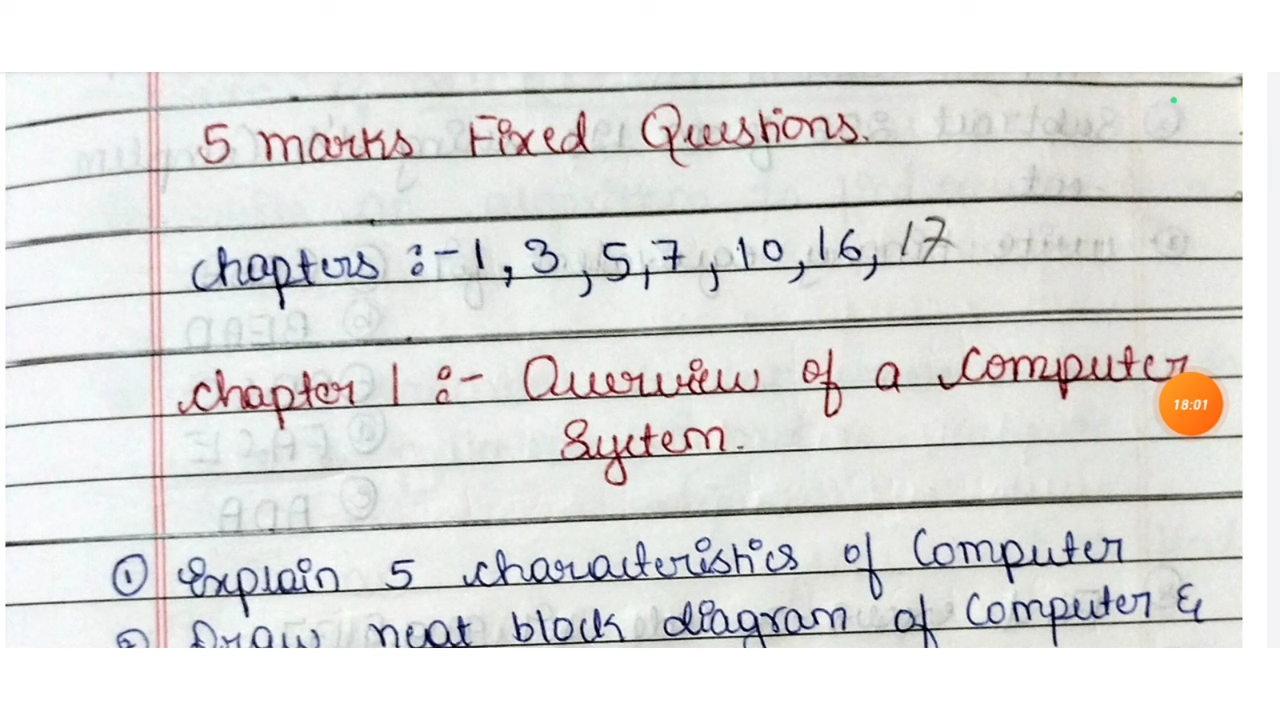 5 marks Fixed Questions.
chapters :- 1, 3, 5, 7, 10, 16, 17
chapter 1 :- Overview of a computer
System.
18:01
① Explain 5 characteristics of Computer
② Draw neat block diagram of Computer &